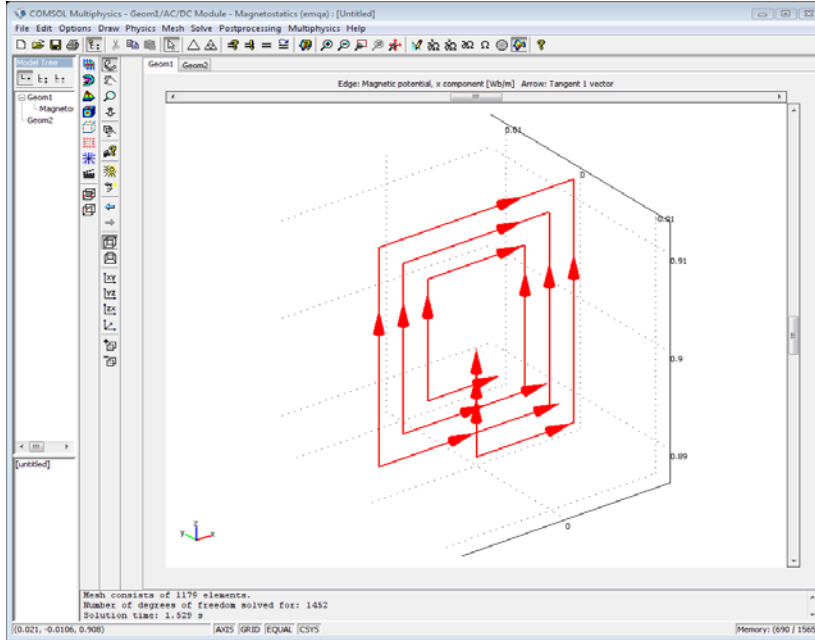 COMSOL Multiphysics - Geom1/AC/DC Module - Magnetostatics (emqa) : [Untitled]
File Edit Options Draw Physics Mesh Solve Postprocessing Multiphysics Help
Model Tree
Geom1
Magneto
Geom2
Geom1 Geom2
Edge: Magnetic potential, x component [Wb/m] Arrow: Tangent 1 vector
0.01
0
0.01
0.91
0.9
0.89
0
z
y
x
[untitled]
Mesh consists of 1179 elements.
Number of degrees of freedom solved for: 1452
Solution time: 1.529 s
(0.021, -0.0106, 0.908) AXIS GRID EQUAL CSYS Memory: (690 / 1565